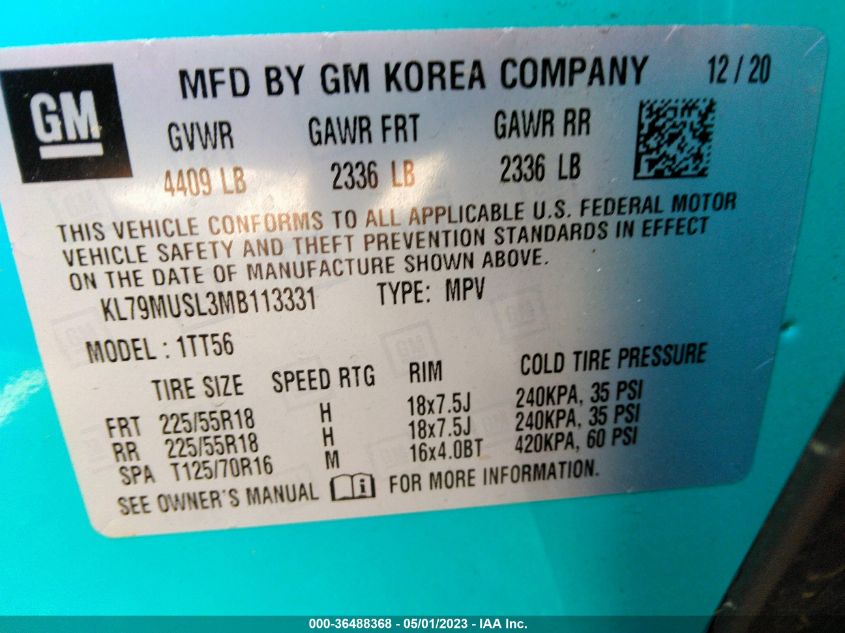 GM
MFD BY GM KOREA COMPANY 12/20
GVWR GAWR FRT GAWR RR
4409 LB 2336 LB 2336 LB
THIS VEHICLE CONFORMS TO ALL APPLICABLE U.S. FEDERAL MOTOR
VEHICLE SAFETY AND THEFT PREVENTION STANDARDS IN EFFECT
ON THE DATE OF MANUFACTURE SHOWN ABOVE.
KL79MUSL3MB113331 TYPE: MPV
MODEL : 1TT56
TIRE SIZE SPEED RTG RIM COLD TIRE PRESSURE
FRT 225/55R18 H 18x7.5J 240KPA, 35 PSI
RR 225/55R18 H 18x7.5J 240KPA, 35 PSI
SPA T125/70R16 M 16x4.0BT 420KPA, 60 PSI
SEE OWNER'S MANUAL FOR MORE INFORMATION.
000-36488368 - 05/01/2023 - IAA Inc.